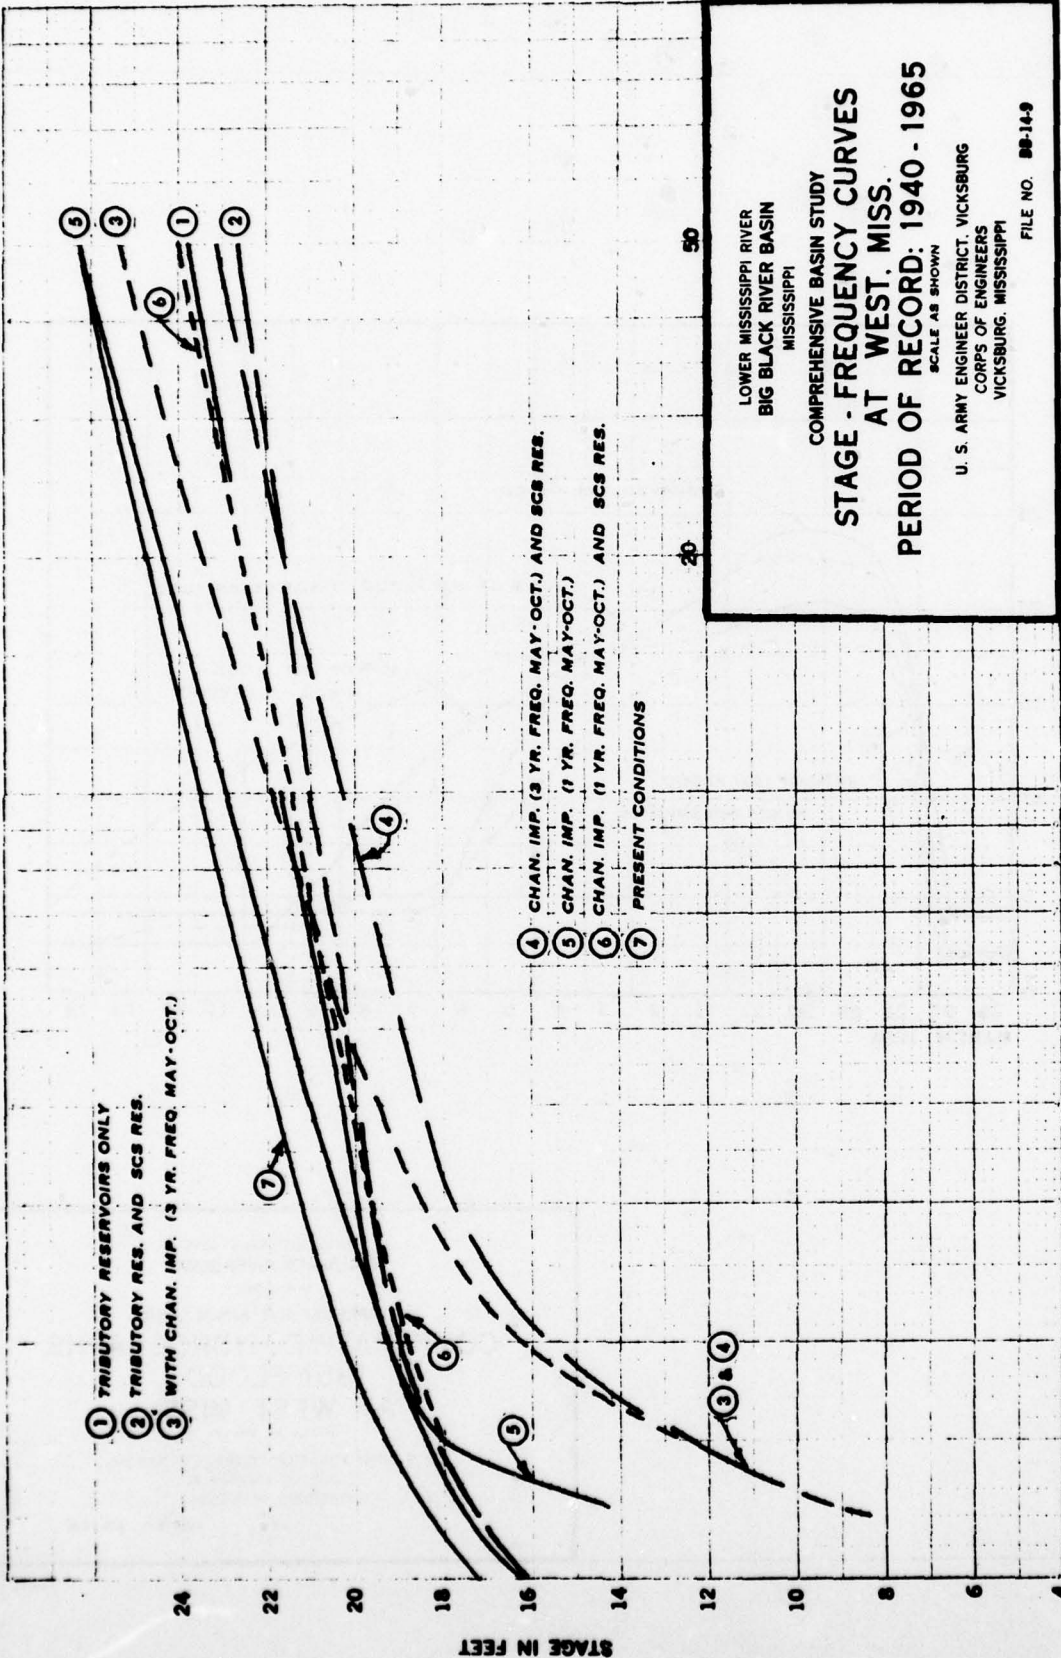 ① TRIBUTORY RESERVOIRS ONLY
② TRIBUTORY RES. AND SCS RES.
③ WITH CHAN. IMP. (3 YR. FREQ. MAY-OCT.)
④ CHAN. IMP. (3 YR. FREQ. MAY-OCT.) AND SCS RES.
⑤ CHAN. IMP. (1 YR. FREQ. MAY-OCT.)
⑥ CHAN. IMP. (1 YR. FREQ. MAY-OCT.) AND SCS RES.
⑦ PRESENT CONDITIONS
⑤
③
⑥
①
②
⑦
④
⑥
⑤
③ & ④
STAGE IN FEET
24
22
20
18
16
14
12
10
8
6
20
50
LOWER MISSISSIPPI RIVER
BIG BLACK RIVER BASIN
MISSISSIPPI
COMPREHENSIVE BASIN STUDY
STAGE - FREQUENCY CURVES
AT WEST, MISS.
PERIOD OF RECORD: 1940 - 1965
SCALE AS SHOWN
U. S. ARMY ENGINEER DISTRICT, VICKSBURG
CORPS OF ENGINEERS
VICKSBURG, MISSISSIPPI
FILE NO. BB-14-9